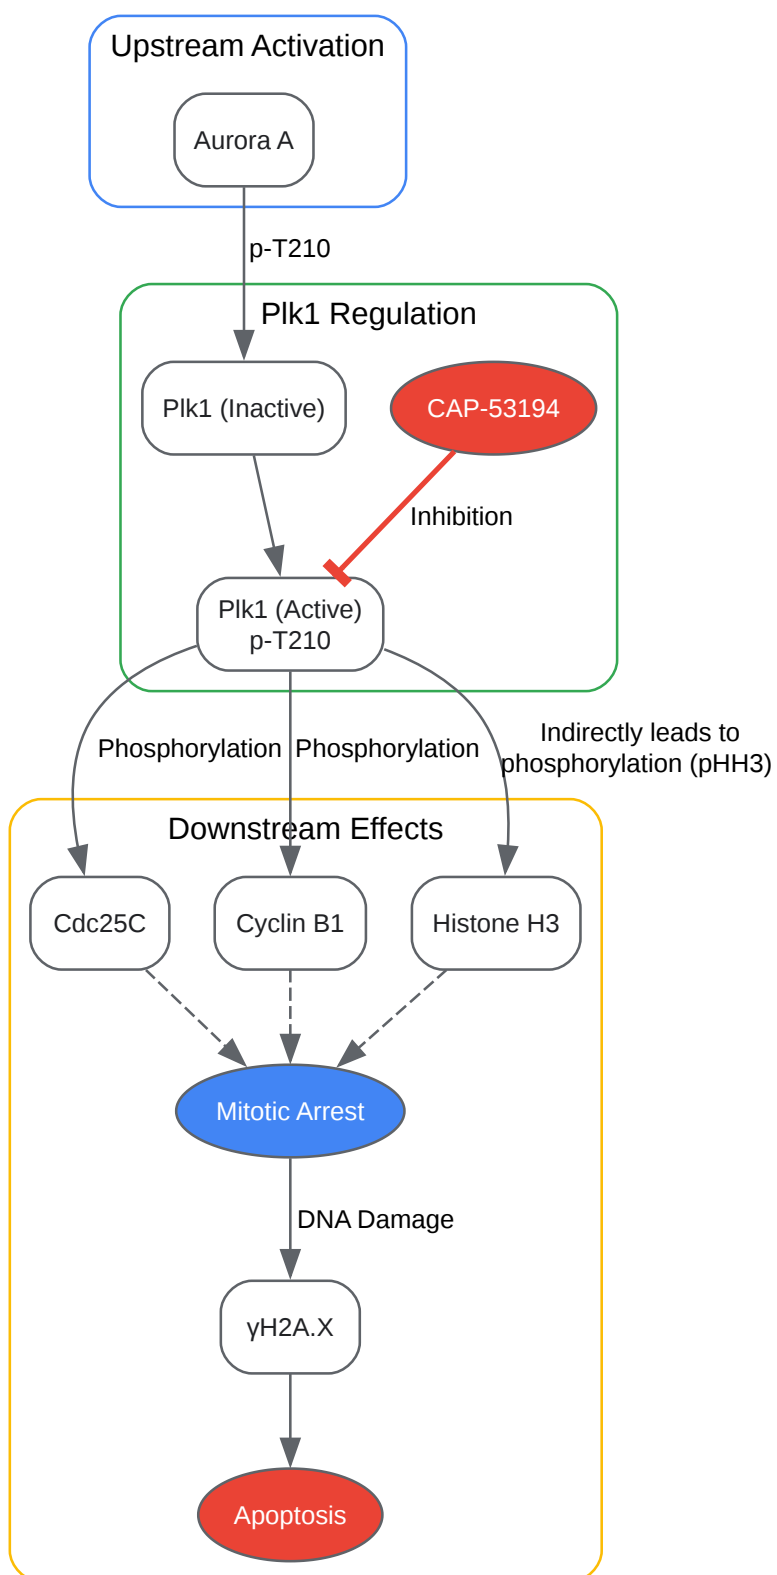 Upstream Activation
Aurora A
p-T210
Plk1 Regulation
Plk1 (Inactive)
CAP-53194
Inhibition
Plk1 (Active)
p-T210
Phosphorylation
Phosphorylation
Indirectly leads to
phosphorylation (pHH3)
Downstream Effects
Cdc25C
Cyclin B1
Histone H3
Mitotic Arrest
DNA Damage
γH2A.X
Apoptosis